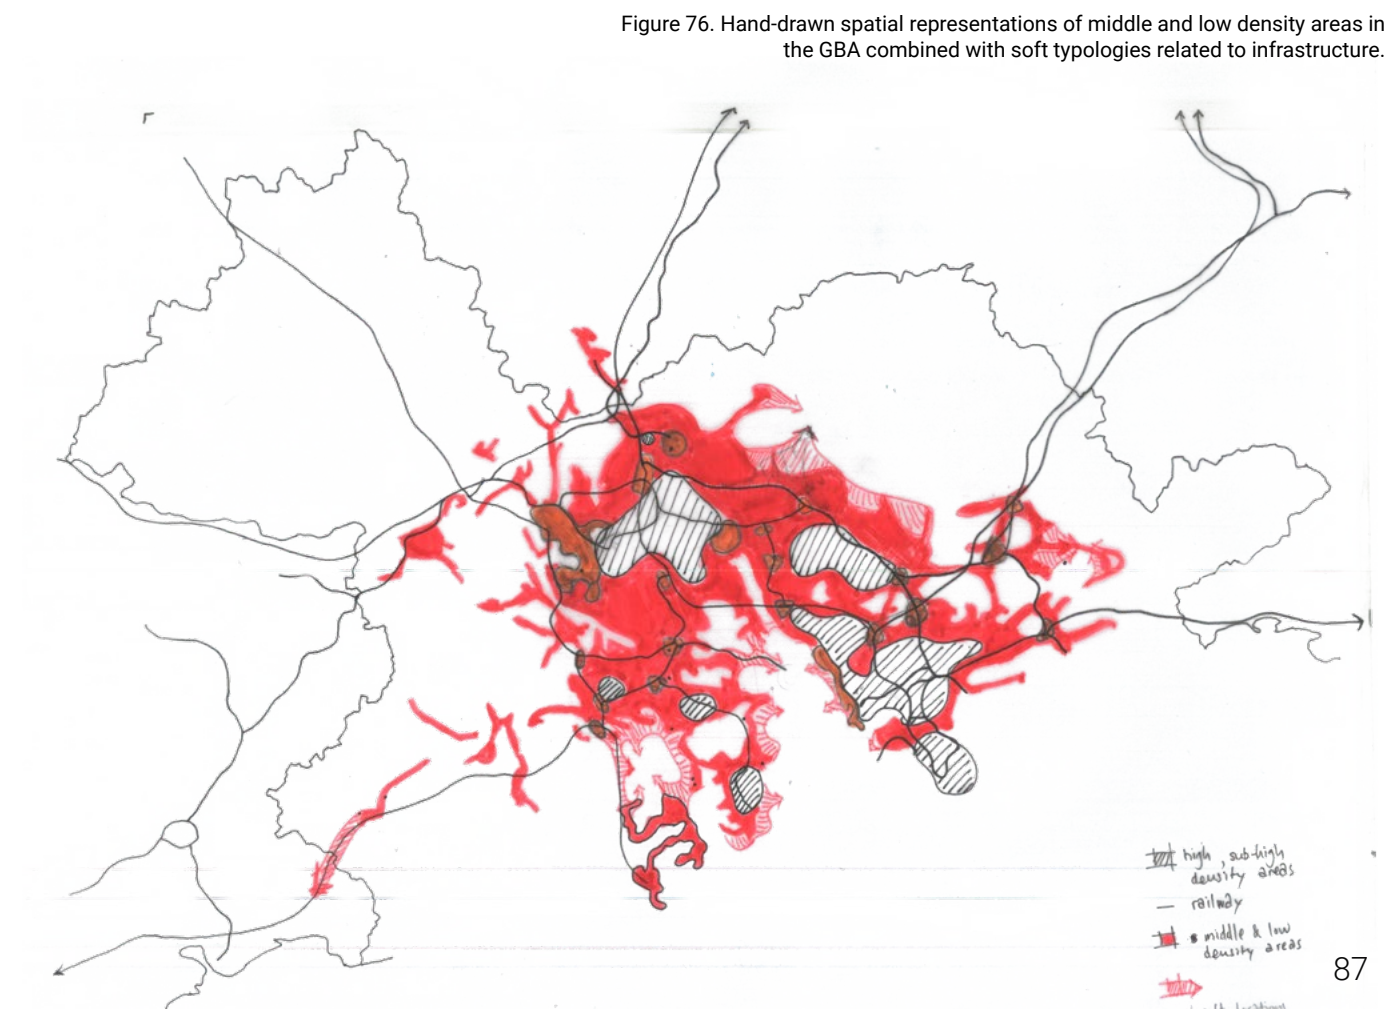 Figure 76. Hand-drawn spatial representations of middle and low density areas in
the GBA combined with soft typologies related to infrastructure.
high, sub-high
density areas
railway
middle & low
density areas
87